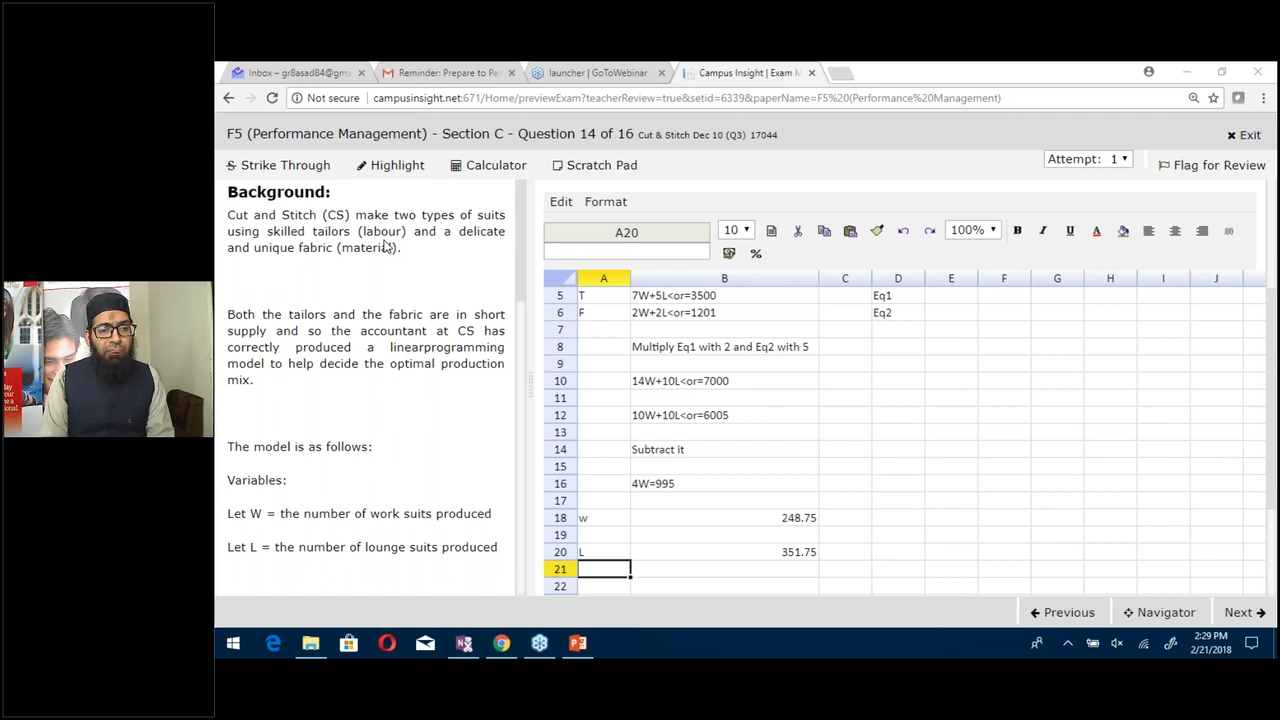 Inbox – gr8asad84@gm
Reminder: Prepare to Pa
launcher | GoToWebinar
Campus Insight | Exam M
Not secure
campusinsight.net:671/Home/previewExam?teacherReview=true&setid=6339&paperName=F5%20(Performance%20Management)
F5 (Performance Management) - Section C - Question 14 of 16 Cut & Stitch Dec 10 (Q3) 17044
Exit
Strike Through
Highlight
Calculator
Scratch Pad
Attempt: 1
Flag for Review
Background:
Cut and Stitch (CS) make two types of suits
using skilled tailors (labour) and a delicate
and unique fabric (material).
Both the tailors and the fabric are in short
supply and so the accountant at CS has
correctly produced a linearprogramming
model to help decide the optimal production
mix.
The model is as follows:
Variables:
Let W = the number of work suits produced
Let L = the number of lounge suits produced
Edit Format
A20
10
100%
B I U A
%
A B C D E F G H I J
5 T 7W+5L<or=3500 Eq1
6 F 2W+2L<or=1201 Eq2
7
8 Multiply Eq1 with 2 and Eq2 with 5
9
10 14W+10L<or=7000
11
12 10W+10L<or=6005
13
14 Subtract it
15
16 4W=995
17
18 w 248.75
19
20 L 351.75
21
22
Previous
Navigator
Next
2:29 PM
2/21/2018